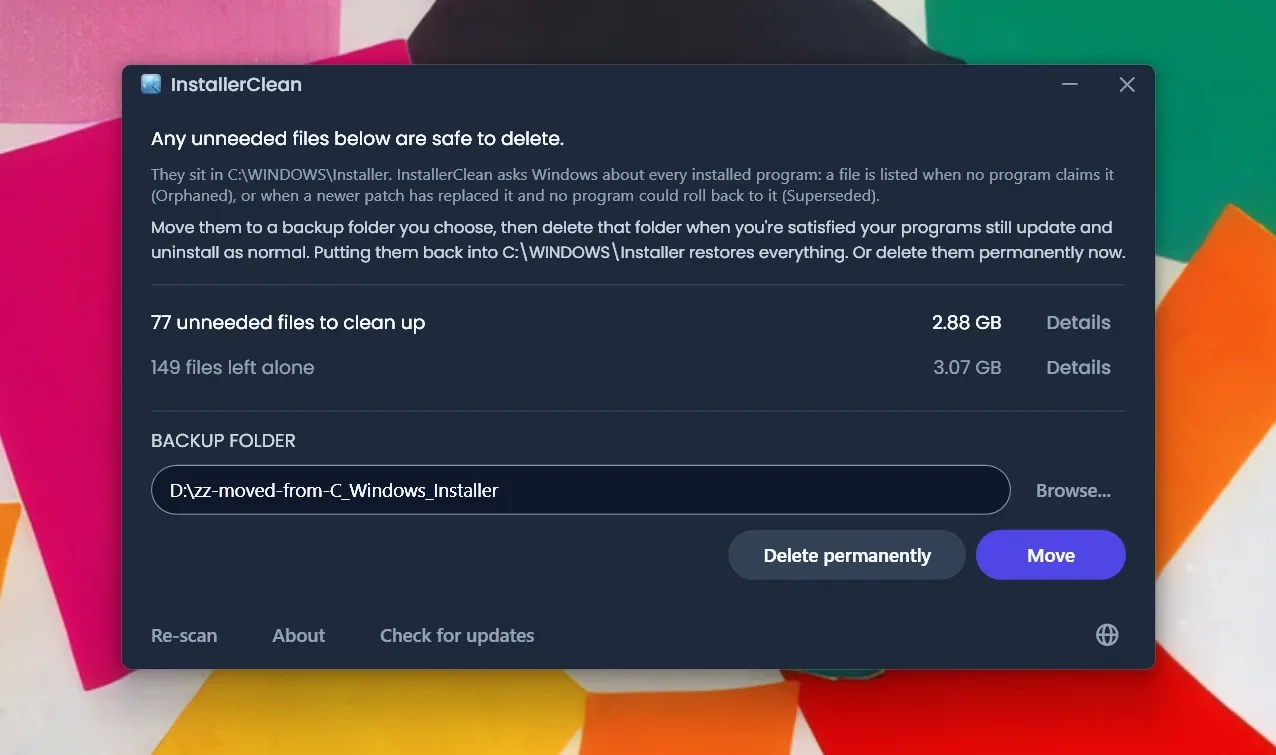 InstallerClean
Any unneeded files below are safe to delete.
They sit in C:\WINDOWS\Installer. InstallerClean asks Windows about every installed program: a file is listed when no program claims it
(Orphaned), or when a newer patch has replaced it and no program could roll back to it (Superseded).
Move them to a backup folder you choose, then delete that folder when you're satisfied your programs still update and
uninstall as normal. Putting them back into C:\WINDOWS\Installer restores everything. Or delete them permanently now.
77 unneeded files to clean up 2.88 GB Details
149 files left alone 3.07 GB Details
BACKUP FOLDER
D:\zz-moved-from-C_Windows_Installer Browse...
Delete permanently Move
Re-scan About Check for updates